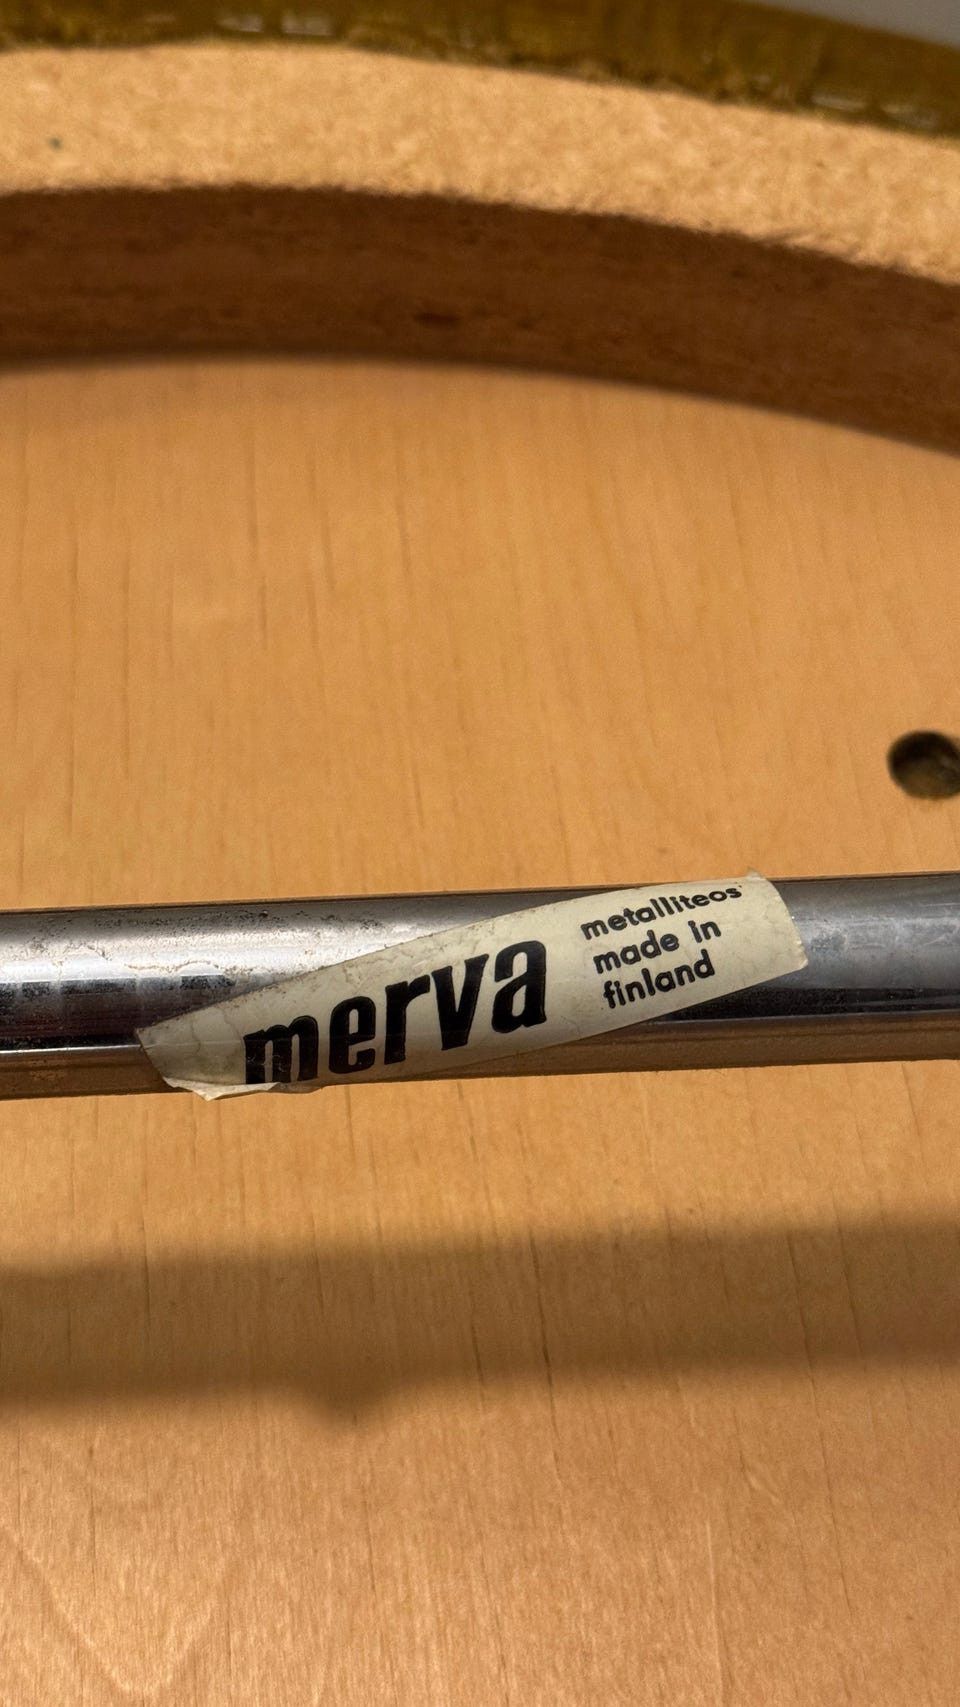 merva
metalliteos
made in
finland